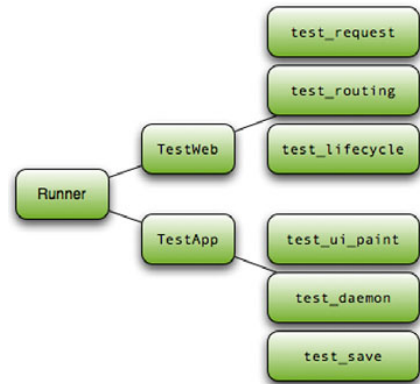 test_request
test_routing
TestWeb
test_lifecycle
Runner
TestApp
test_ui_paint
test_daemon
test_save